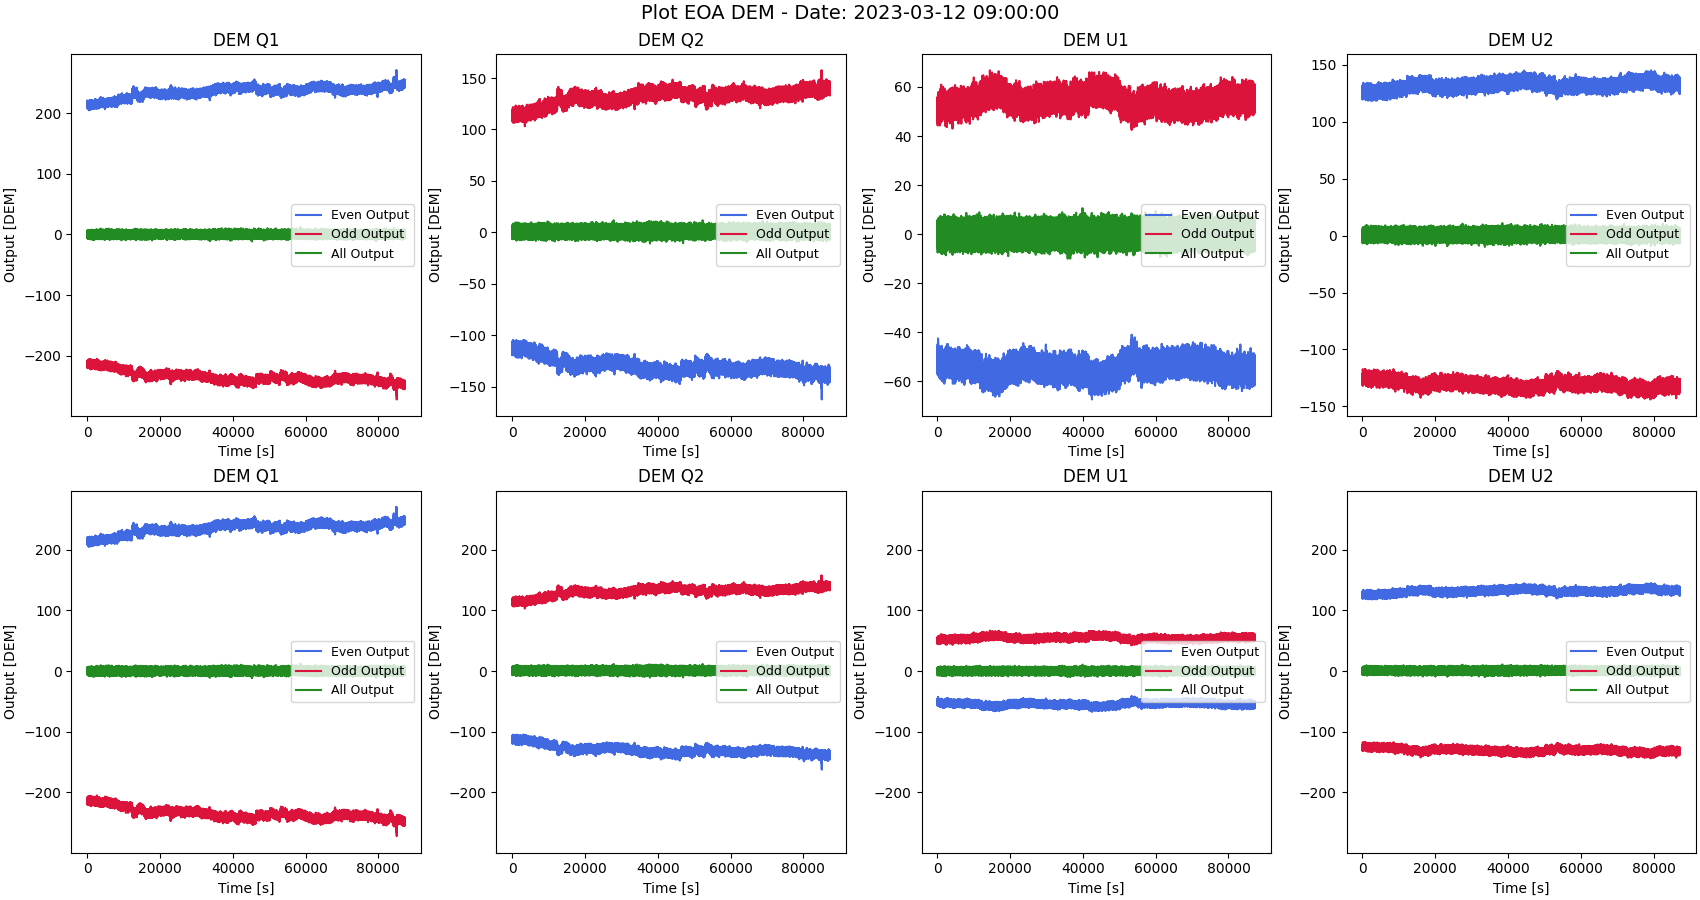 Plot EOA DEM - Date: 2023-03-12 09:00:00
DEM Q1
DEM Q2
DEM U1
DEM U2
Output [DEM]
200
100
0
−100
−200
Even Output
Odd Output
All Output
0 20000 40000 60000 80000
Time [s]
Output [DEM]
150
100
50
0
−50
−100
−150
Even Output
Odd Output
All Output
0 20000 40000 60000 80000
Time [s]
Output [DEM]
60
40
20
0
−20
−40
−60
Even Output
Odd Output
All Output
0 20000 40000 60000 80000
Time [s]
Output [DEM]
150
100
50
0
−50
−100
−150
Even Output
Odd Output
All Output
0 20000 40000 60000 80000
Time [s]
DEM Q1
DEM Q2
DEM U1
DEM U2
Output [DEM]
200
100
0
−100
−200
Even Output
Odd Output
All Output
0 20000 40000 60000 80000
Time [s]
Output [DEM]
200
100
0
−100
−200
Even Output
Odd Output
All Output
0 20000 40000 60000 80000
Time [s]
Output [DEM]
200
100
0
−100
−200
Even Output
Odd Output
All Output
0 20000 40000 60000 80000
Time [s]
Output [DEM]
200
100
0
−100
−200
Even Output
Odd Output
All Output
0 20000 40000 60000 80000
Time [s]